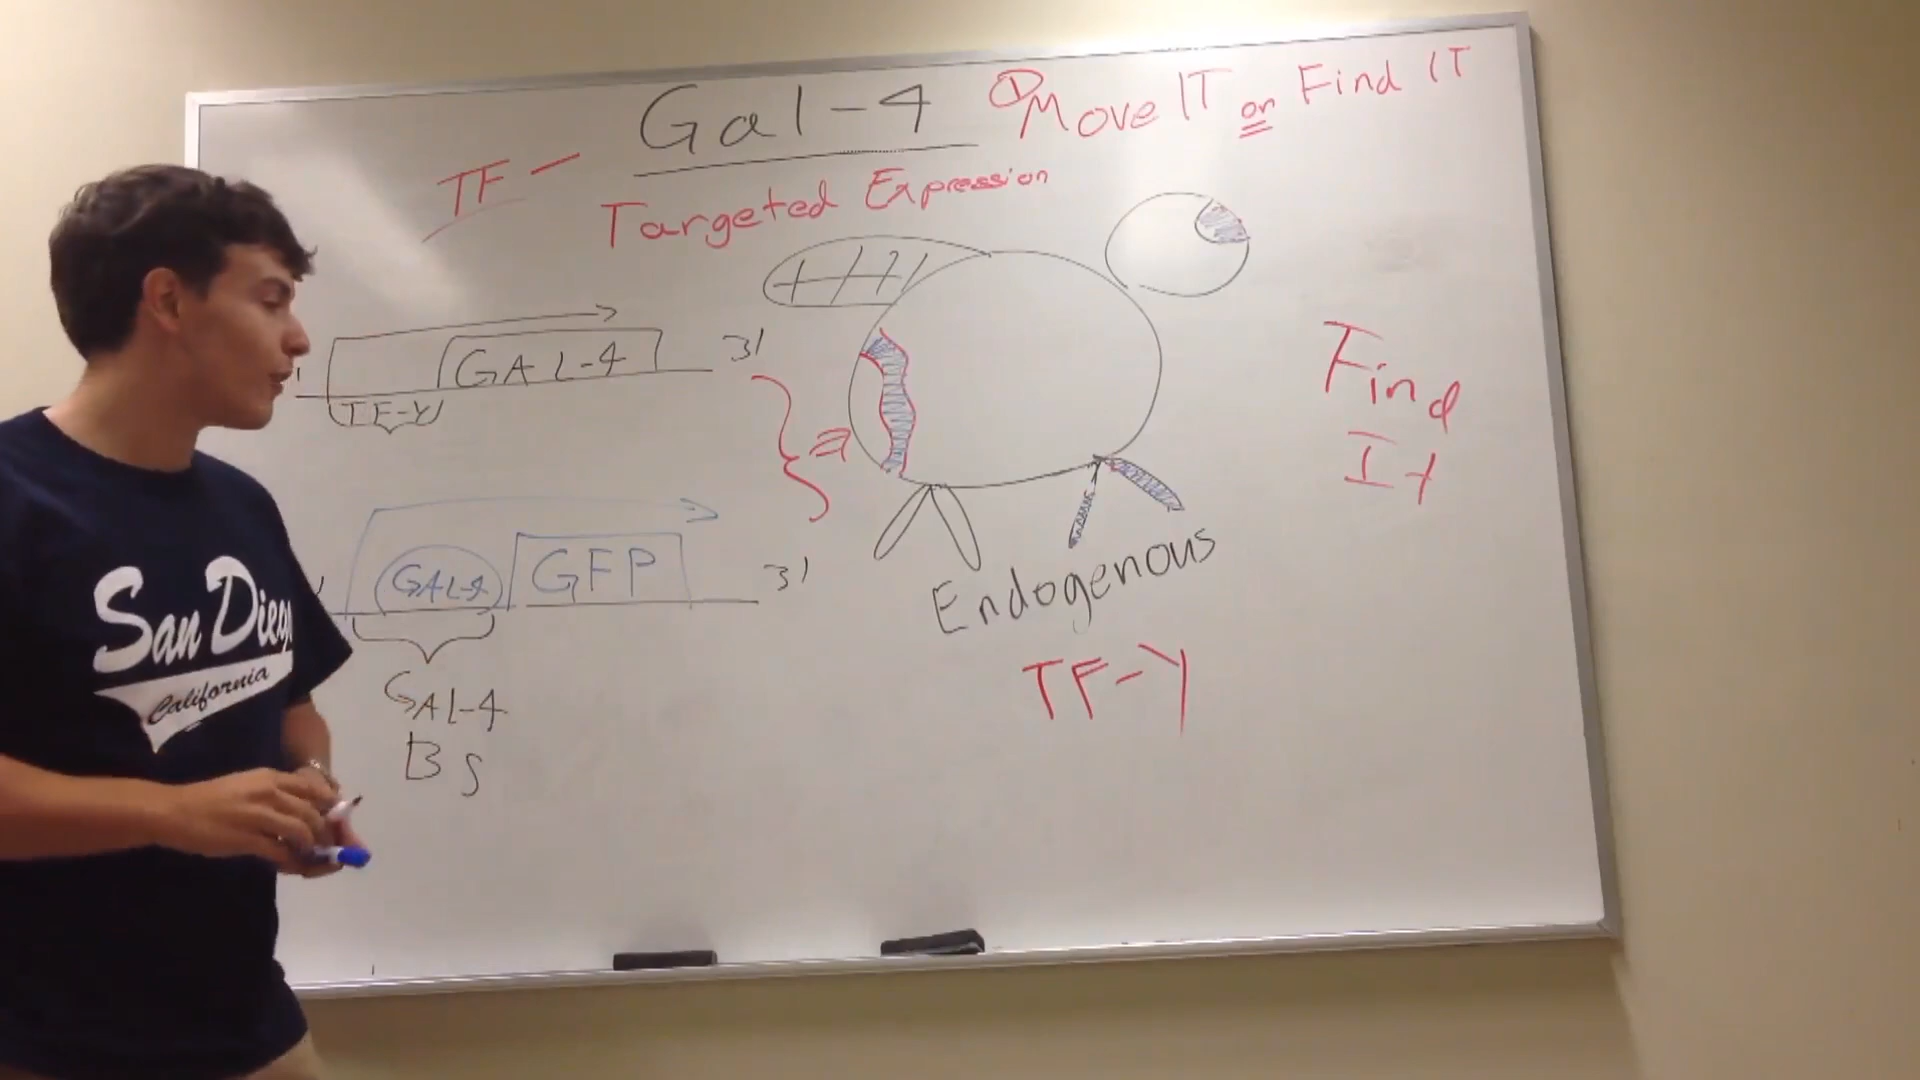 Gal-4 ① Move IT or Find IT
TF -
Targeted Expression
GAL-4 3'
TF-Y
Find
It
GAL-4 GFP 3'
Endogenous
GAL-4
BS
TF-Y
San Diego
California